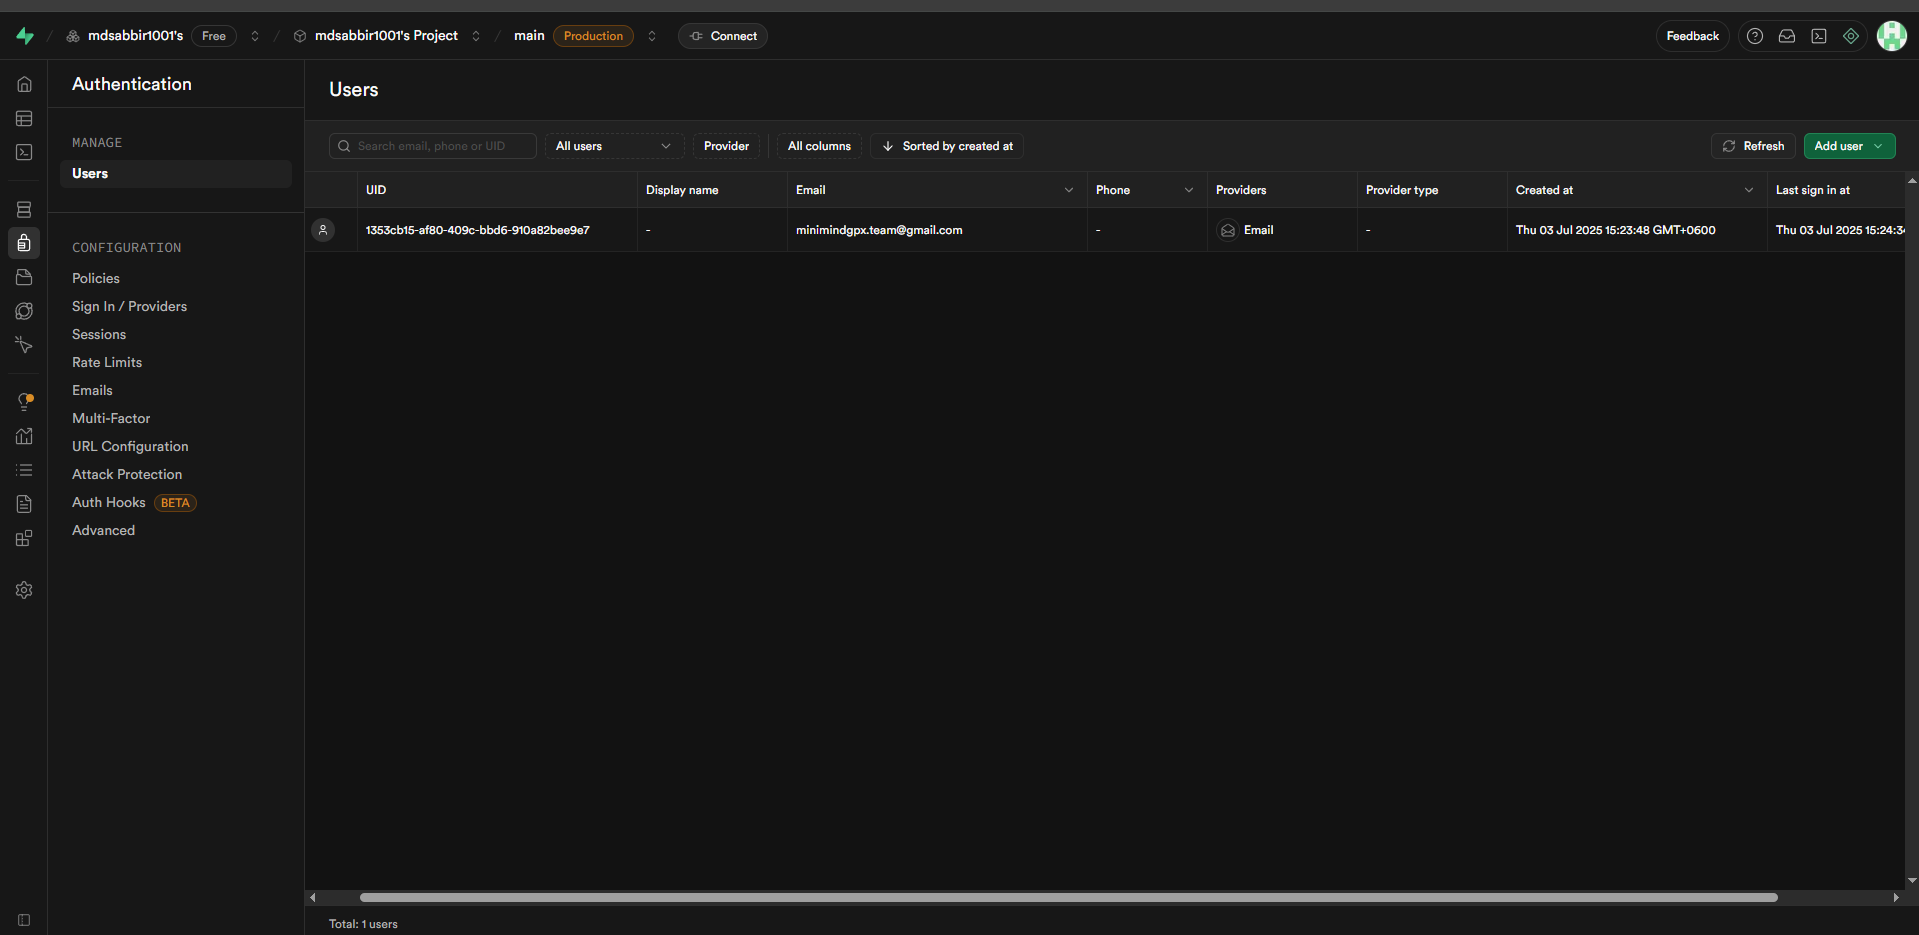 mdsabbir1001's Free / mdsabbir1001's Project / main Production Connect Feedback
Authentication
MANAGE
Users
CONFIGURATION
Policies
Sign In / Providers
Sessions
Rate Limits
Emails
Multi-Factor
URL Configuration
Attack Protection
Auth Hooks BETA
Advanced
Users
Search email, phone or UID All users Provider All columns Sorted by created at Refresh Add user
UID Display name Email Phone Providers Provider type Created at Last sign in at
1353cb15-af80-409c-bbd6-910a82bee9e7 - minimindgpx.team@gmail.com - Email - Thu 03 Jul 2025 15:23:48 GMT+0600 Thu 03 Jul 2025 15:24:34
Total: 1 users